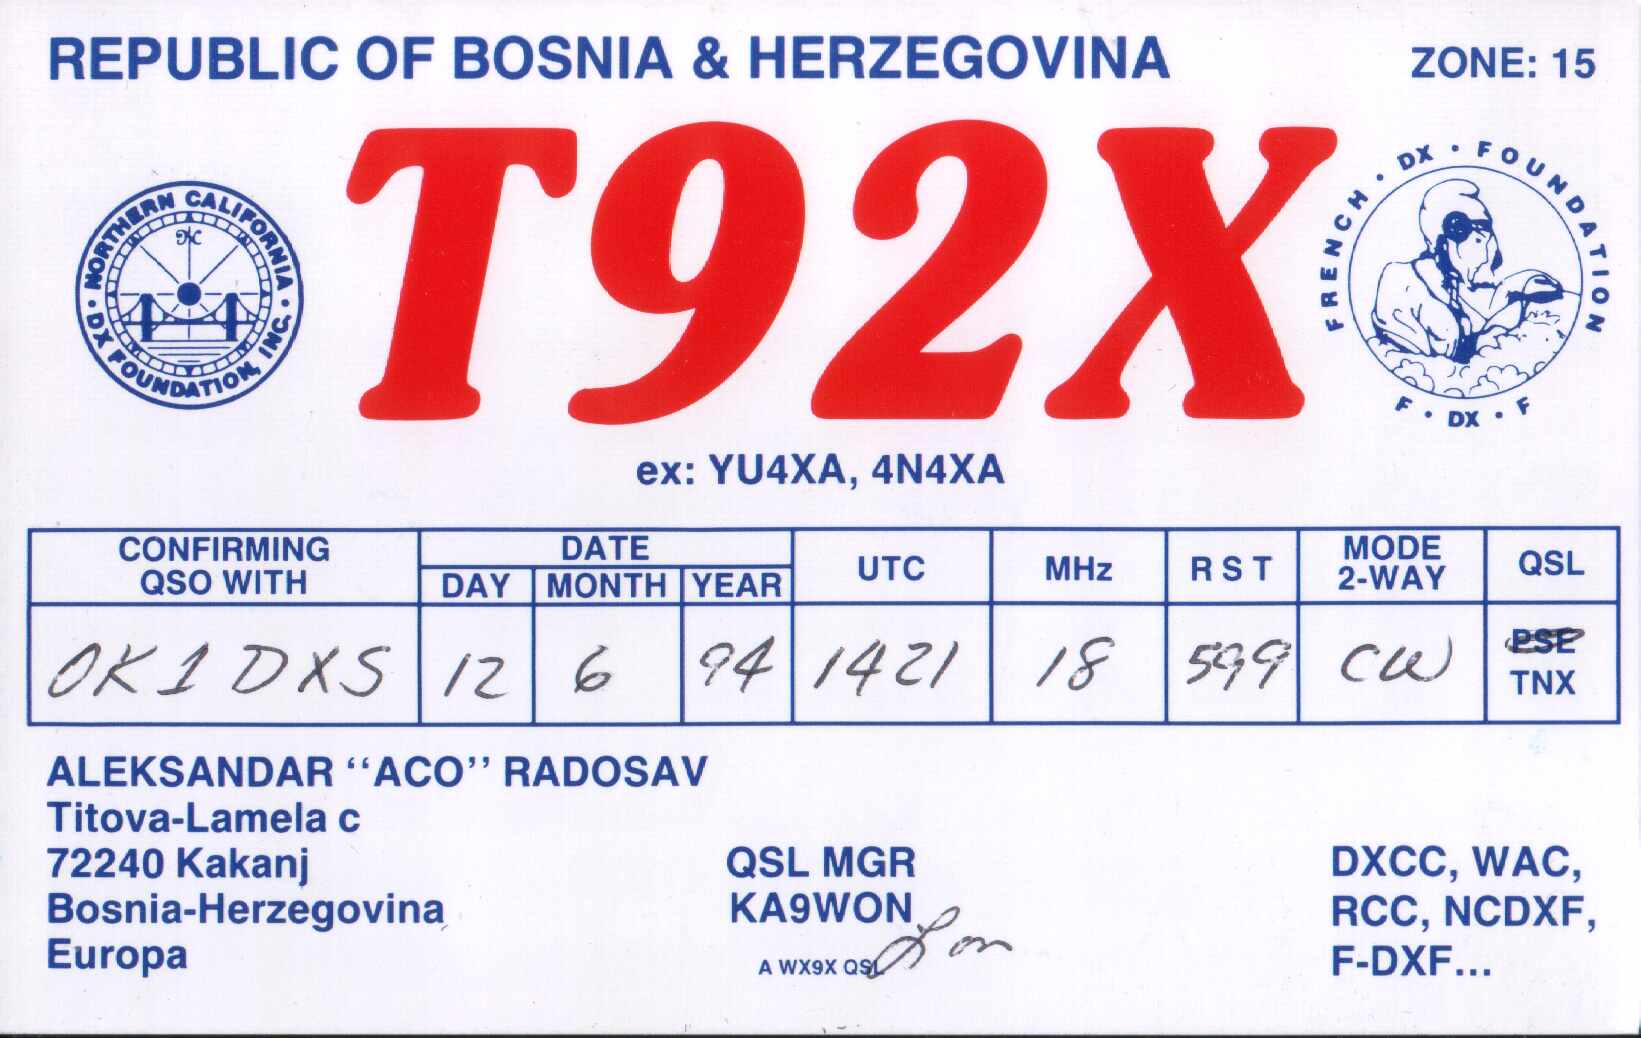 REPUBLIC OF BOSNIA & HERZEGOVINA
ZONE: 15
T92X
NORTHERN CALIFORNIA
• DX FOUNDATION, INC. •
FRENCH • DX • FOUNDATION
F • DX • F
ex: YU4XA, 4N4XA
CONFIRMING QSO WITH DATE DAY MONTH YEAR UTC MHz RST MODE 2-WAY QSL
OK1DXS 12 6 94 1421 18 599 CW PSE
TNX
ALEKSANDAR “ACO” RADOSAV
Titova-Lamela c
72240 Kakanj
Bosnia-Herzegovina
Europa
QSL MGR
KA9WON
A WX9X QSL
DXCC, WAC,
RCC, NCDXF,
F-DXF...